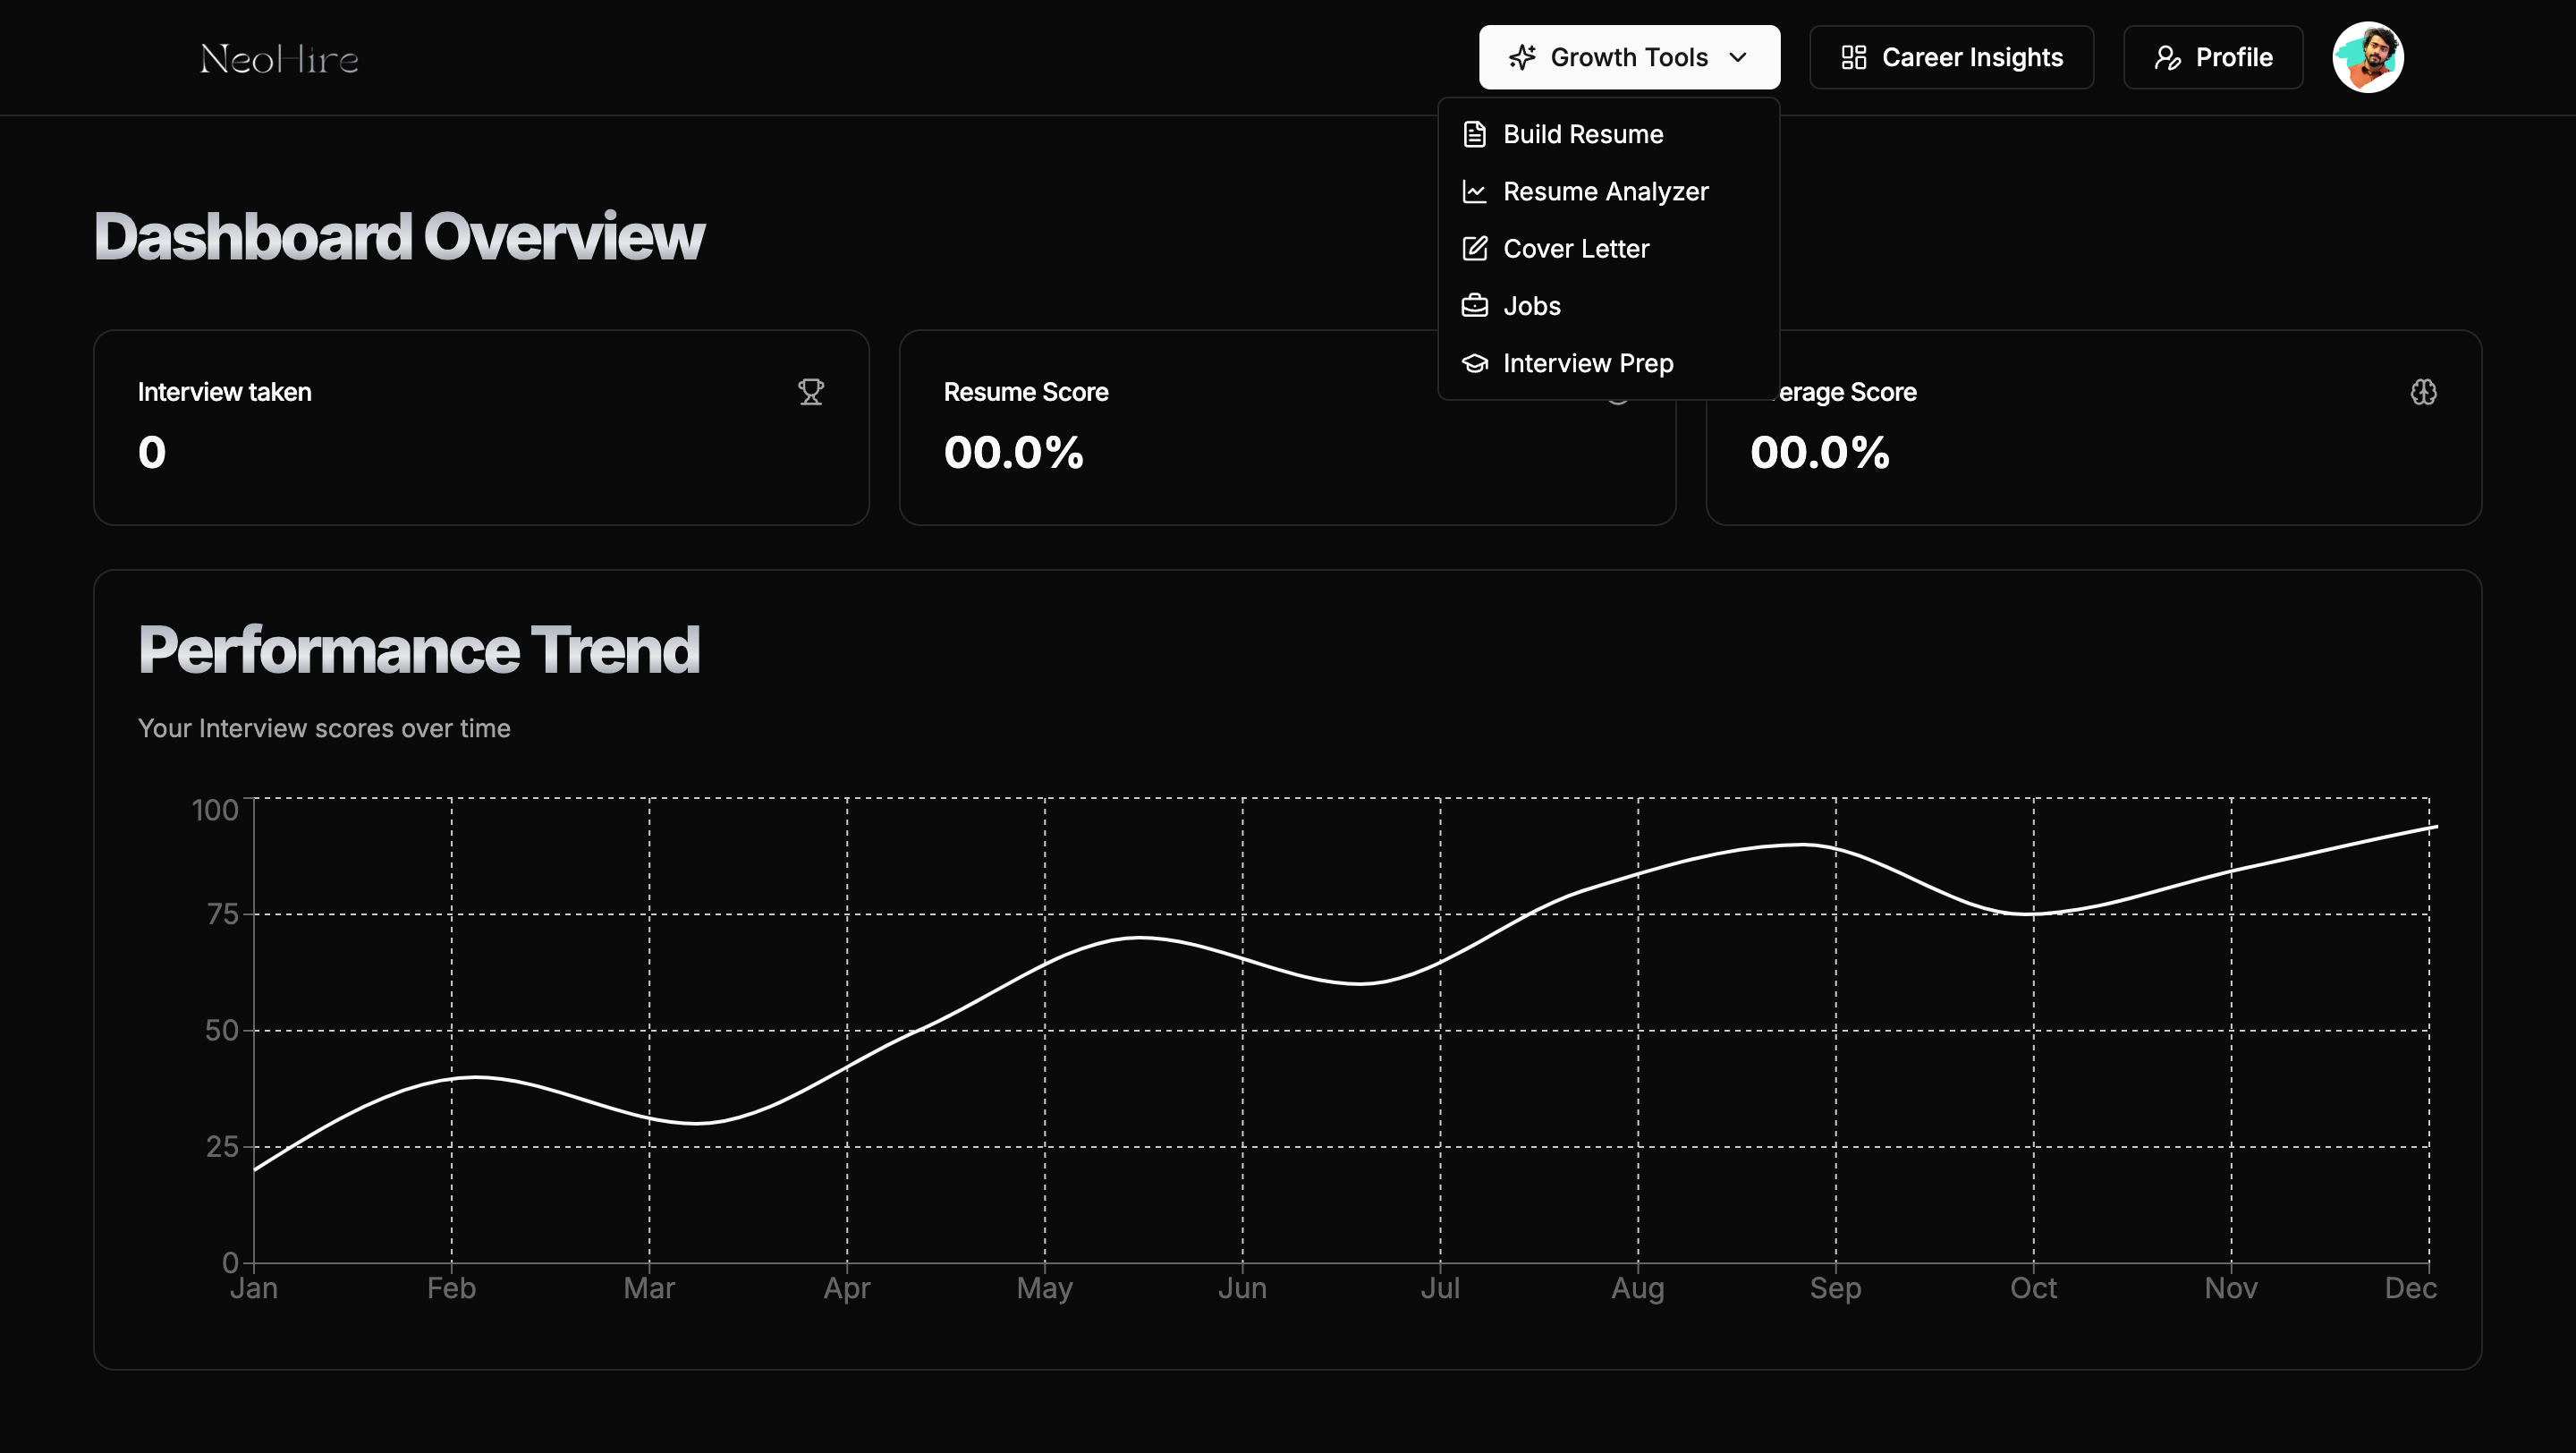 NeoHire
Growth Tools
Career Insights
Profile
Build Resume
Resume Analyzer
Cover Letter
Jobs
Interview Prep
Dashboard Overview
Interview taken
0
Resume Score
00.0%
erage Score
00.0%
Performance Trend
Your Interview scores over time
100
75
50
25
0
Jan Feb Mar Apr May Jun Jul Aug Sep Oct Nov Dec